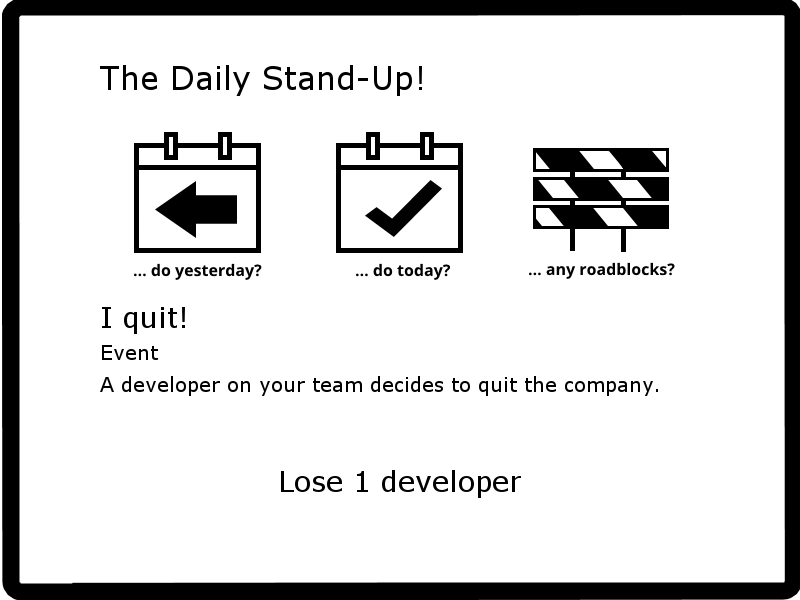 The Daily Stand-Up!
... do yesterday?
... do today?
... any roadblocks?
I quit!
Event
A developer on your team decides to quit the company.
Lose 1 developer